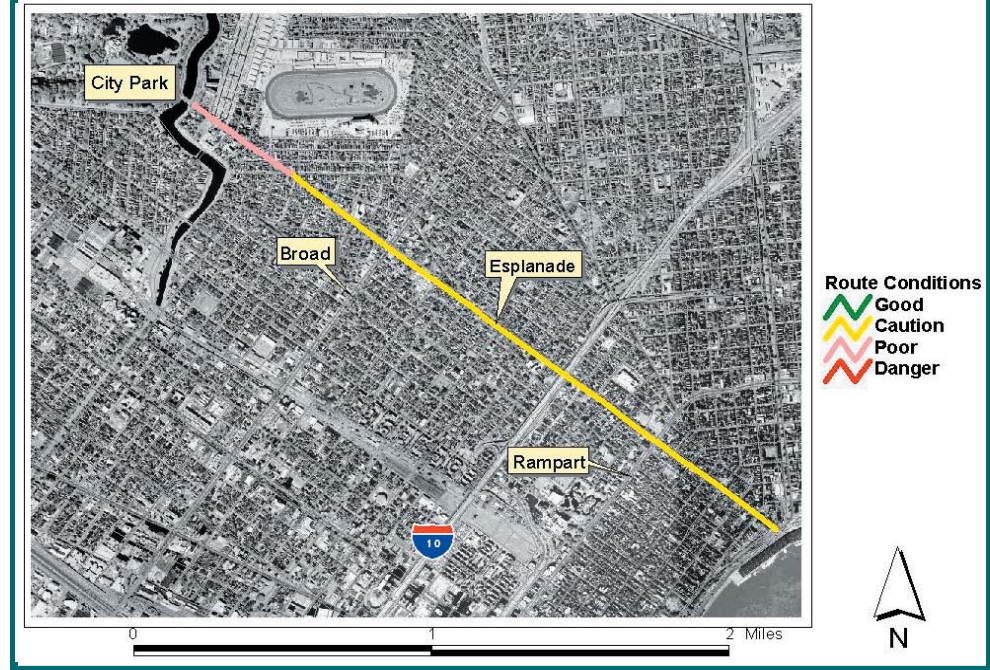 City Park
Broad
Esplanade
Rampart
10
Route Conditions
Good
Caution
Poor
Danger
0 1 2 Miles
N